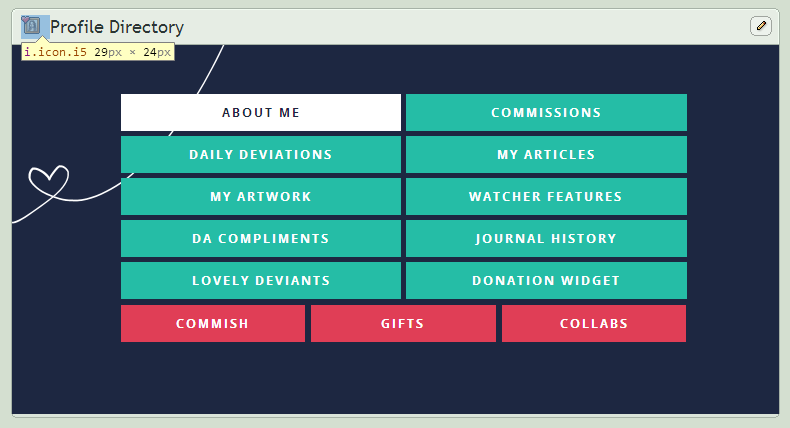 Profile Directory
i.icon.i5 29px × 24px
ABOUT ME
COMMISSIONS
DAILY DEVIATIONS
MY ARTICLES
MY ARTWORK
WATCHER FEATURES
DA COMPLIMENTS
JOURNAL HISTORY
LOVELY DEVIANTS
DONATION WIDGET
COMMISH
GIFTS
COLLABS